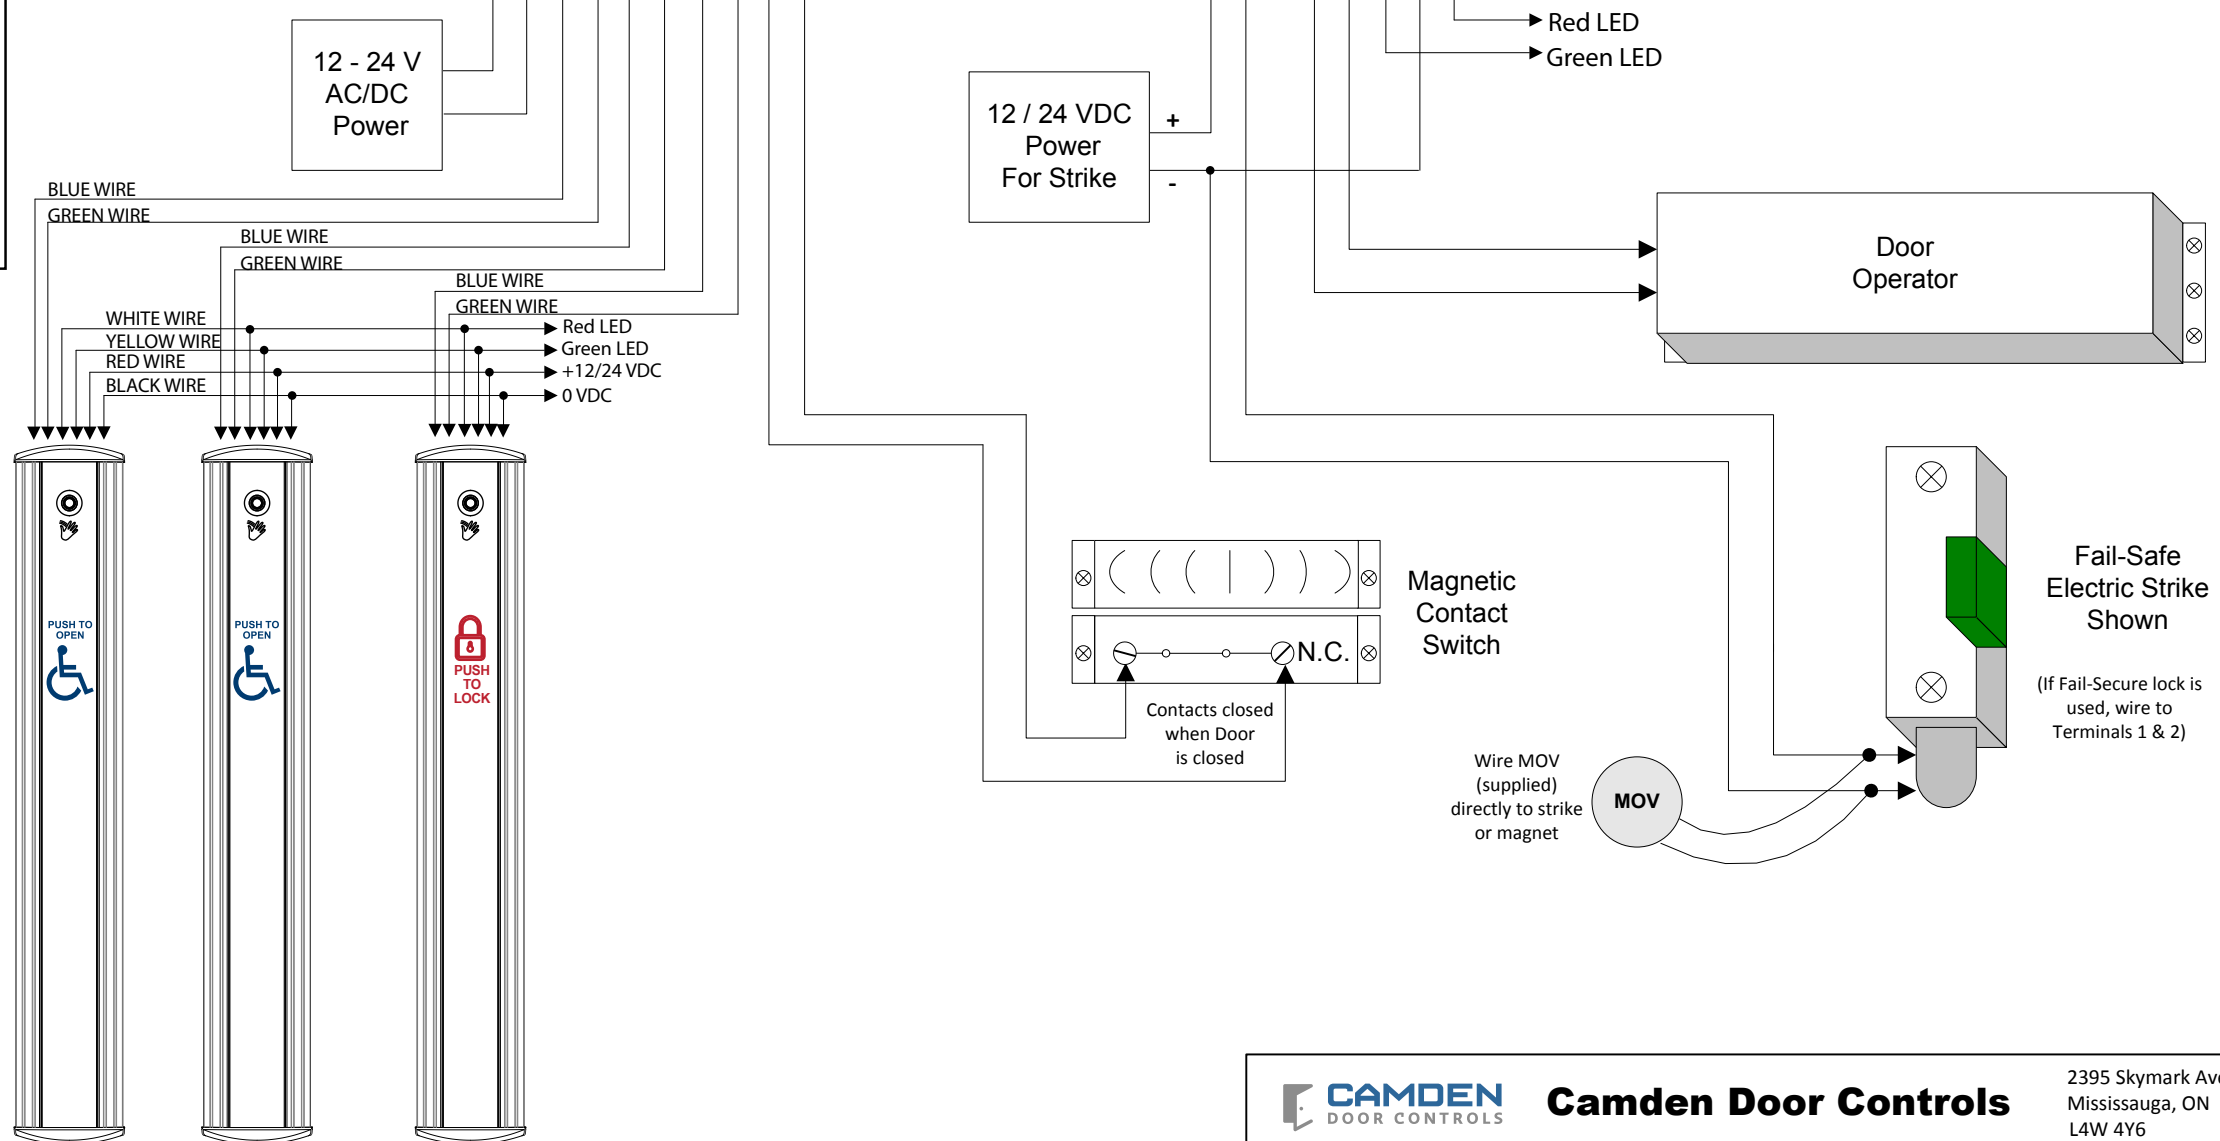 Red LED
Green LED
12 - 24 V
AC/DC
Power
12 / 24 VDC
Power
For Strike
+
-
BLUE WIRE
GREEN WIRE
BLUE WIRE
GREEN WIRE
BLUE WIRE
GREEN WIRE
WHITE WIRE
YELLOW WIRE
RED WIRE
BLACK WIRE
Red LED
Green LED
+12/24 VDC
0 VDC
Door
Operator
PUSH TO
OPEN
PUSH TO
OPEN
PUSH
TO
LOCK
Magnetic
Contact
Switch
N.C.
Contacts closed
when Door
is closed
Fail-Safe
Electric Strike
Shown
(If Fail-Secure lock is
used, wire to
Terminals 1 & 2)
Wire MOV
(supplied)
directly to strike
or magnet
MOV
CAMDEN
DOOR CONTROLS
Camden Door Controls
2395 Skymark Ave
Mississauga, ON
L4W 4Y6